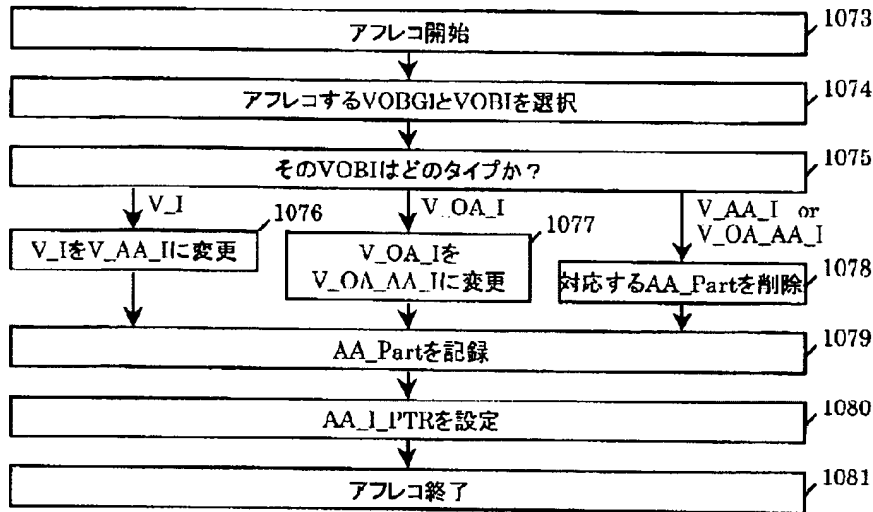 アフレコ開始
1073
アフレコするVOBGIとVOBIを選択
1074
そのVOBIはどのタイプか?
1075
V_I
1076
V_OA_I
1077
V_AA_I or
V_OA_AA_I
V_IをV_AA_Iに変更
V_OA_Iを
V_OA_AA_Iに変更
対応するAA_Partを削除
1078
AA_Partを記録
1079
AA_I_PTRを設定
1080
アフレコ終了
1081